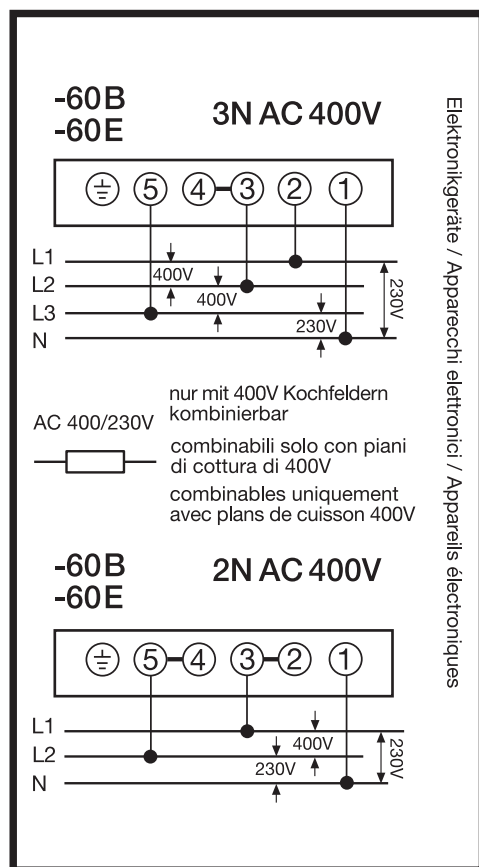 -60B
-60E
3N AC 400V
⏚ 5 4 3 2 1
L1
L2
L3
N
400V
400V
230V
230V
AC 400/230V
nur mit 400V Kochfeldern
kombinierbar
combinabili solo con piani
di cottura di 400V
combinables uniquement
avec plans de cuisson 400V
-60B
-60E
2N AC 400V
⏚ 5 4 3 2 1
L1
L2
N
400V
230V
230V
Elektronikgeräte / Apparecchi elettronici / Appareils électroniques